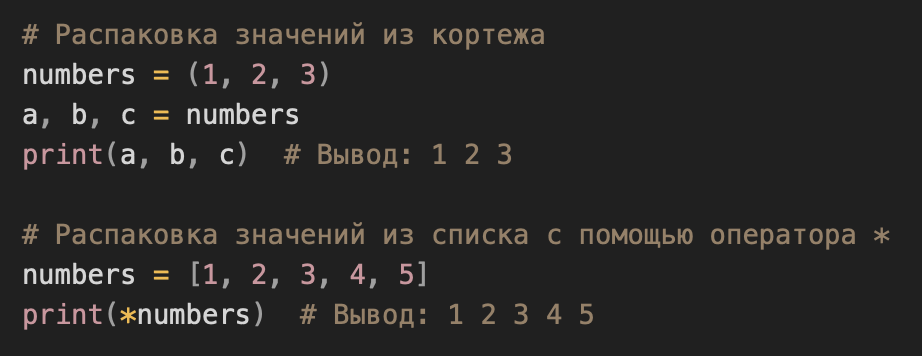 # Распаковка значений из кортежа
numbers = (1, 2, 3)
a, b, c = numbers
print(a, b, c)  # Вывод: 1 2 3
# Распаковка значений из списка с помощью оператора *
numbers = [1, 2, 3, 4, 5]
print(*numbers)  # Вывод: 1 2 3 4 5